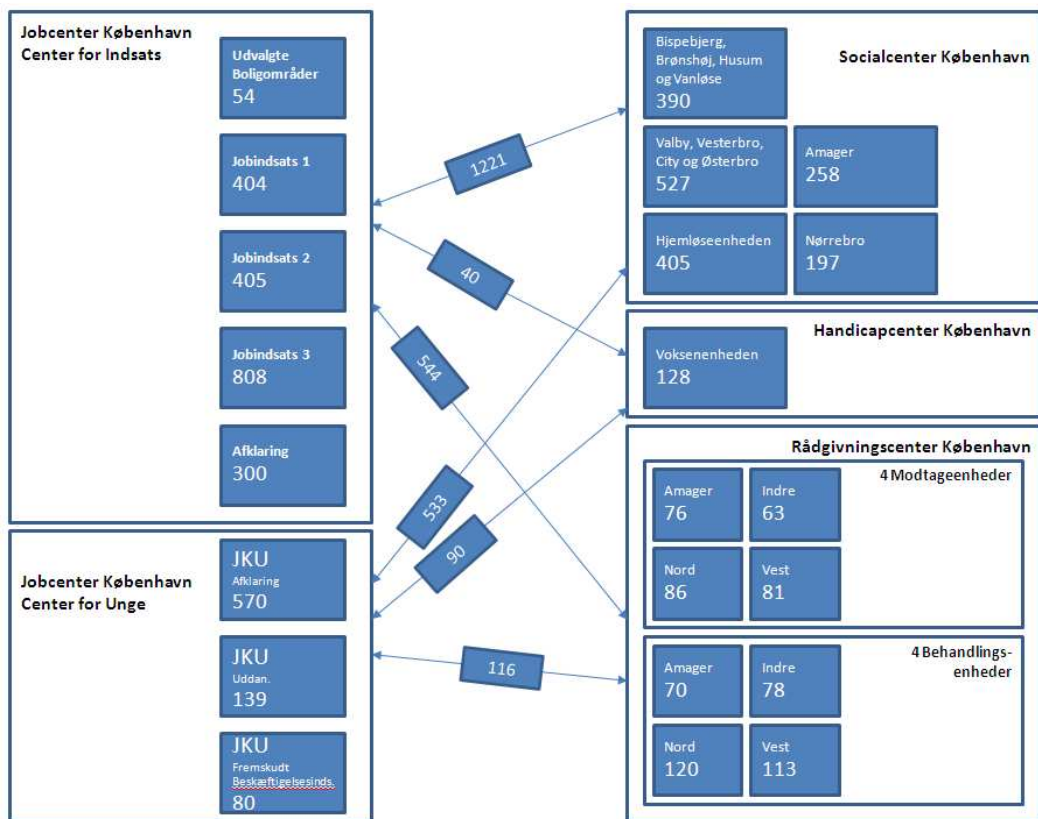 Jobcenter København
Center for Indsats
Udvalgte
Boligområder
54
Jobindsats 1
404
Jobindsats 2
405
Jobindsats 3
808
Afklaring
300
Jobcenter København
Center for Unge
JKU
Afklaring
570
JKU
Uddan.
139
JKU
Fremskudt
Beskæftigelsesinds.
80
1221
40
544
533
90
116
Socialcenter København
Bispebjerg,
Brønshøj, Husum
og Vanløse
390
Valby, Vesterbro,
City og Østerbro
527
Amager
258
Hjemløseenheden
405
Nørrebro
197
Handicapcenter København
Voksenenheden
128
Rådgivningscenter København
4 Modtageenheder
Amager
76
Indre
63
Nord
86
Vest
81
4 Behandlings-
enheder
Amager
70
Indre
78
Nord
120
Vest
113